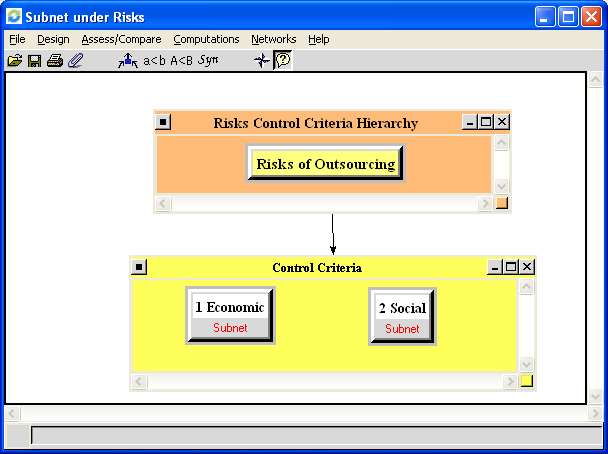 Subnet under Risks
File Design Assess/Compare Computations Networks Help
a<b A<B Syn
Risks Control Criteria Hierarchy
Risks of Outsourcing
Control Criteria
1 Economic 2 Social
Subnet Subnet